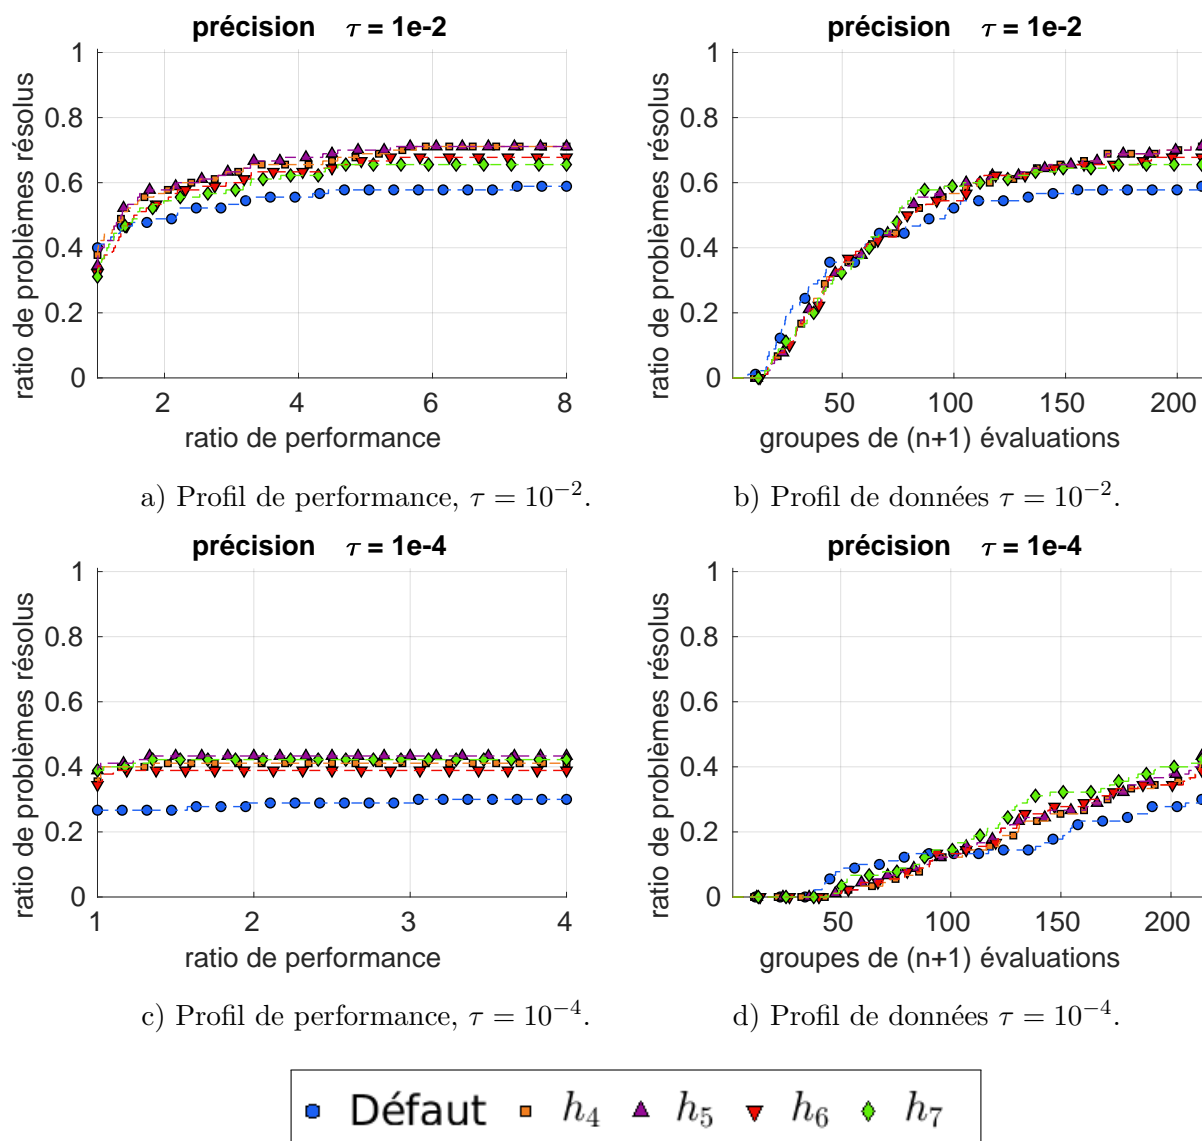 précision τ = 1e-2
ratio de problèmes résolus
1
0.8
0.6
0.4
0.2
0
2 4 6 8
ratio de performance
a) Profil de performance, τ = 10⁻².
précision τ = 1e-2
ratio de problèmes résolus
1
0.8
0.6
0.4
0.2
0
50 100 150 200
groupes de (n+1) évaluations
b) Profil de données τ = 10⁻².
précision τ = 1e-4
ratio de problèmes résolus
1
0.8
0.6
0.4
0.2
0
1 2 3 4
ratio de performance
c) Profil de performance, τ = 10⁻⁴.
précision τ = 1e-4
ratio de problèmes résolus
1
0.8
0.6
0.4
0.2
0
50 100 150 200
groupes de (n+1) évaluations
d) Profil de données τ = 10⁻⁴.
Défaut h₄ h₅ h₆ h₇